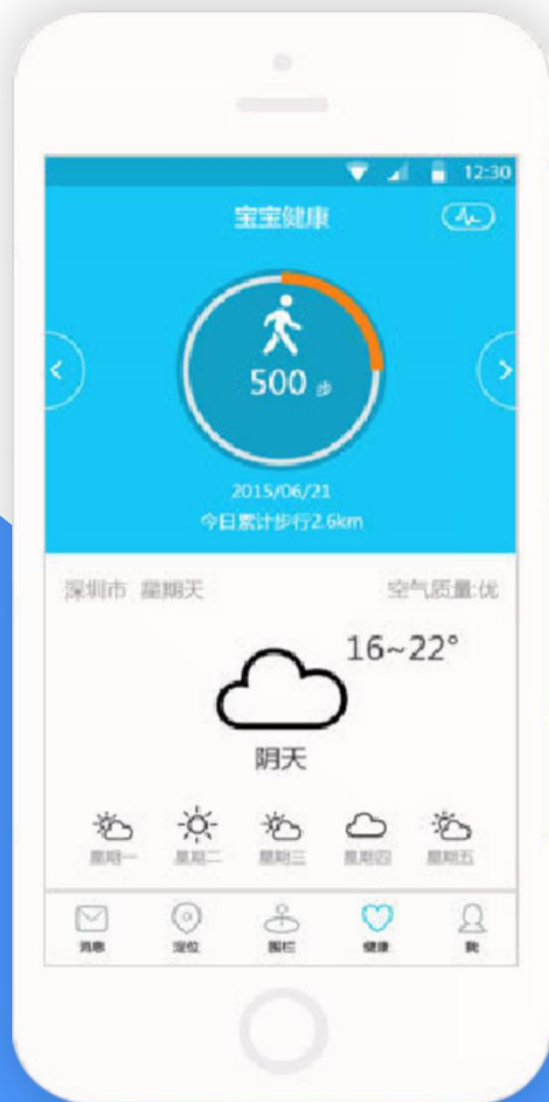 12:30
宝宝健康
500 步
2015/06/21
今日累计步行2.6km
深圳市 星期天 空气质量:优
16~22°
阴天
星期一 星期二 星期三 星期四 星期五
消息 定位 围栏 健康 我